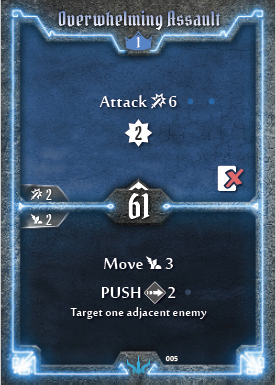 Overwhelming Assault
1
Attack 6
2
2
61
2
Move 3
PUSH 2
Target one adjacent enemy
005